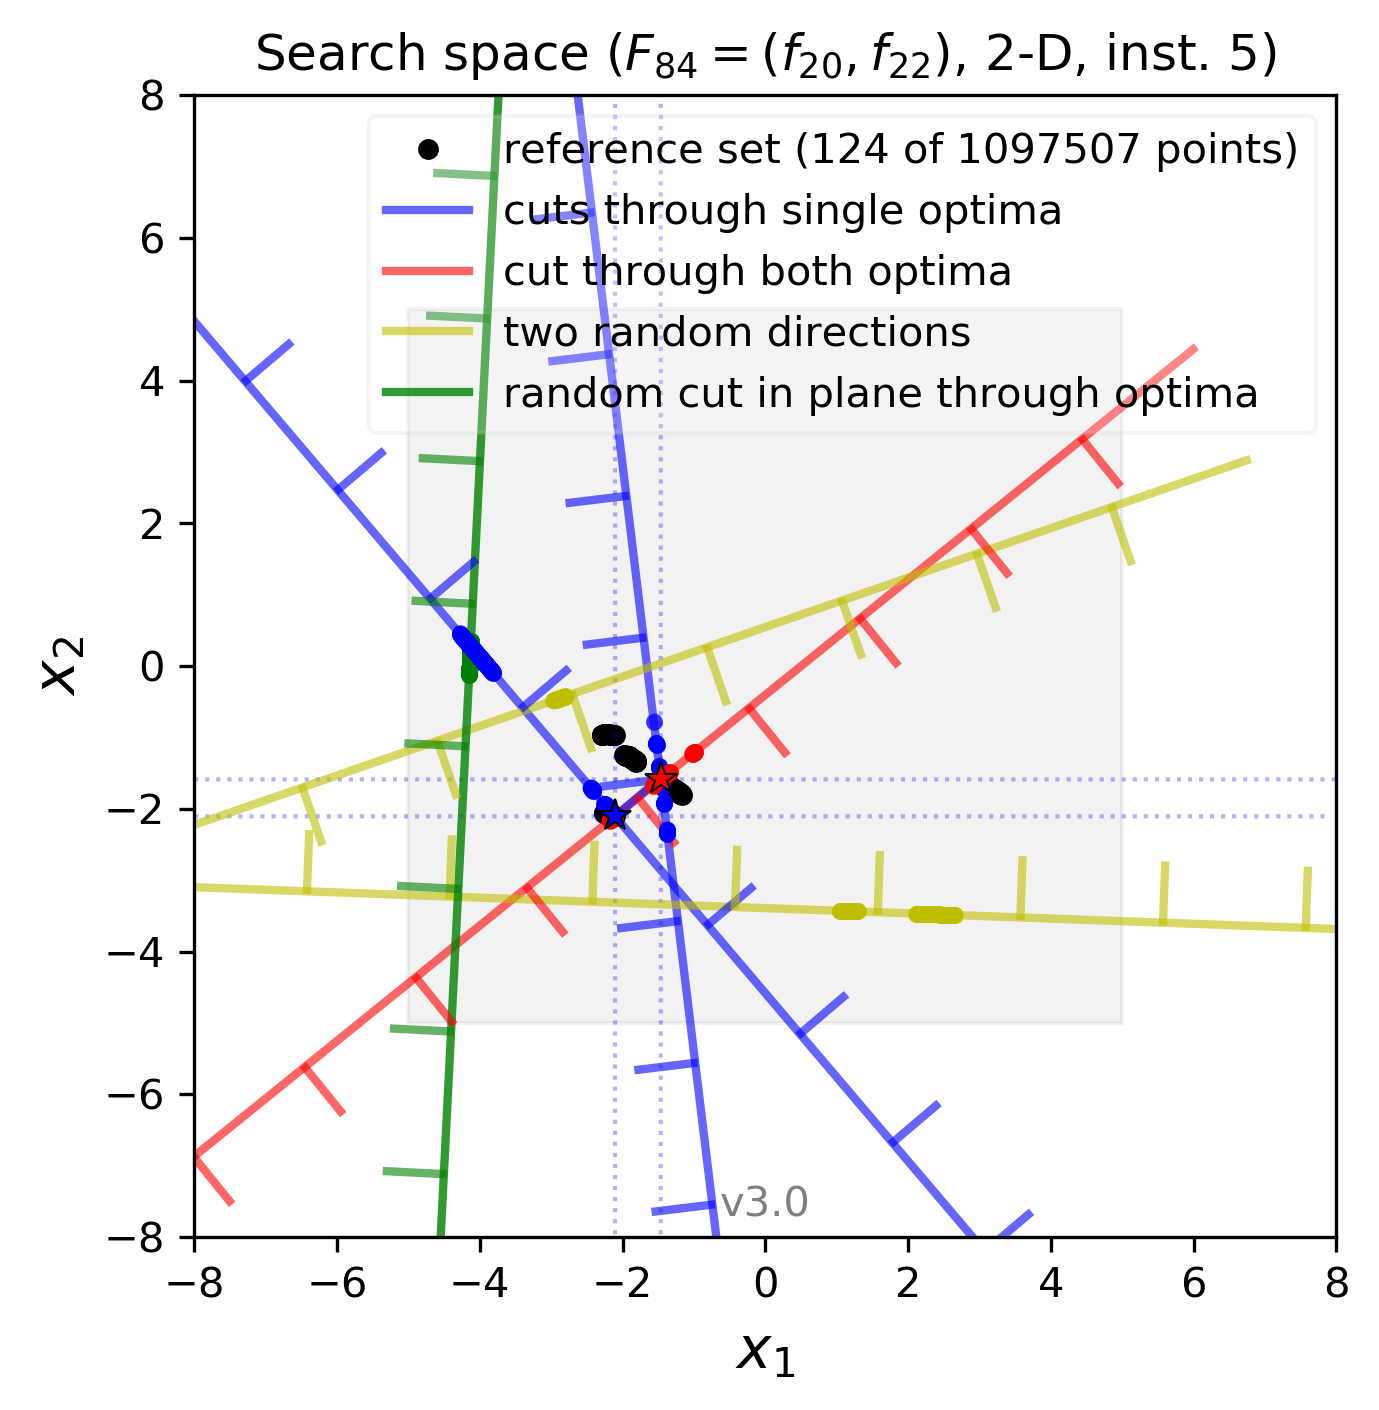 Search space (F84 = (f20, f22), 2-D, inst. 5)
8
reference set (124 of 1097507 points)
cuts through single optima
6
cut through both optima
two random directions
4
random cut in plane through optima
2
x2
0
−2
−4
−6
v3.0
−8
−8 −6 −4 −2 0 2 4 6 8
x1